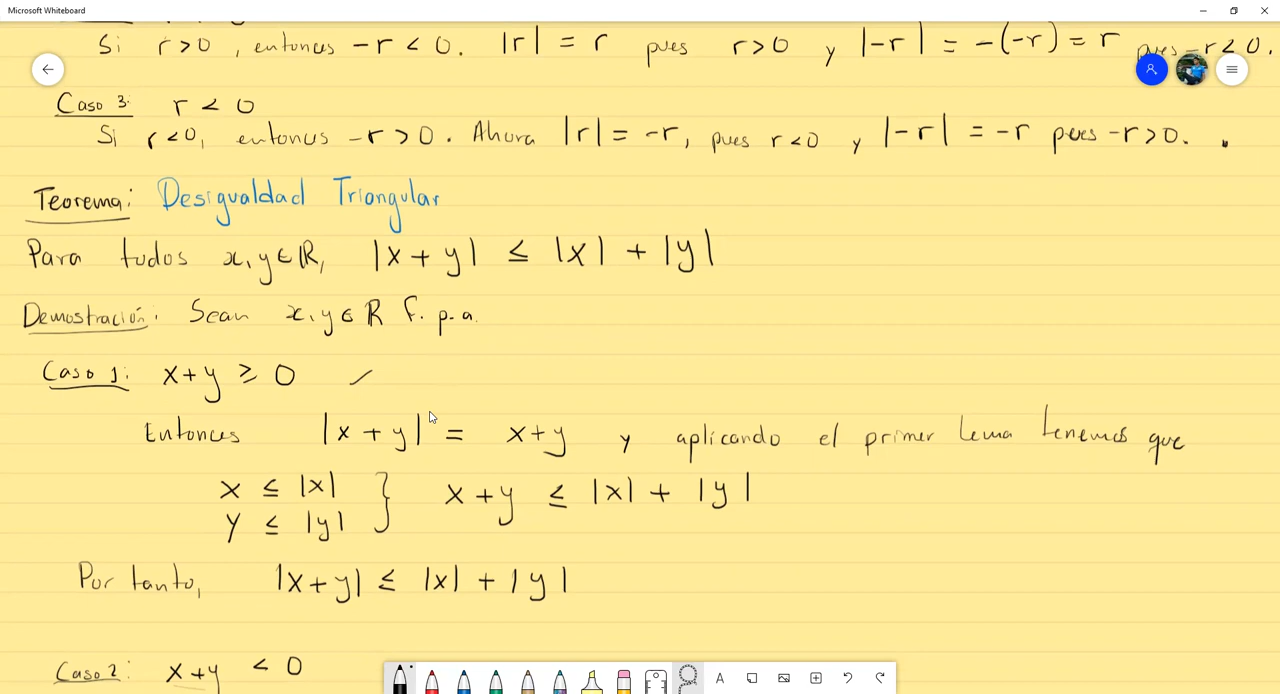 Microsoft Whiteboard
Si r > 0, entonces -r < 0. |r| = r pues r > 0 y |-r| = -(-r) = r pues -r < 0.
Caso 3: r < 0
Si r < 0, entonces -r > 0. Ahora |r| = -r, pues r < 0 y |-r| = -r pues -r > 0.
Teorema: Desigualdad Triangular
Para todos x, y ∈ ℝ, |x + y| ≤ |x| + |y|
Demostración: Sean x, y ∈ ℝ f. p. a.
Caso 1: x + y ≥ 0
Entonces |x + y| = x + y y aplicando el primer lema tenemos que
x ≤ |x| } x + y ≤ |x| + |y|
y ≤ |y|
Por tanto, |x + y| ≤ |x| + |y|
Caso 2: x + y < 0
A